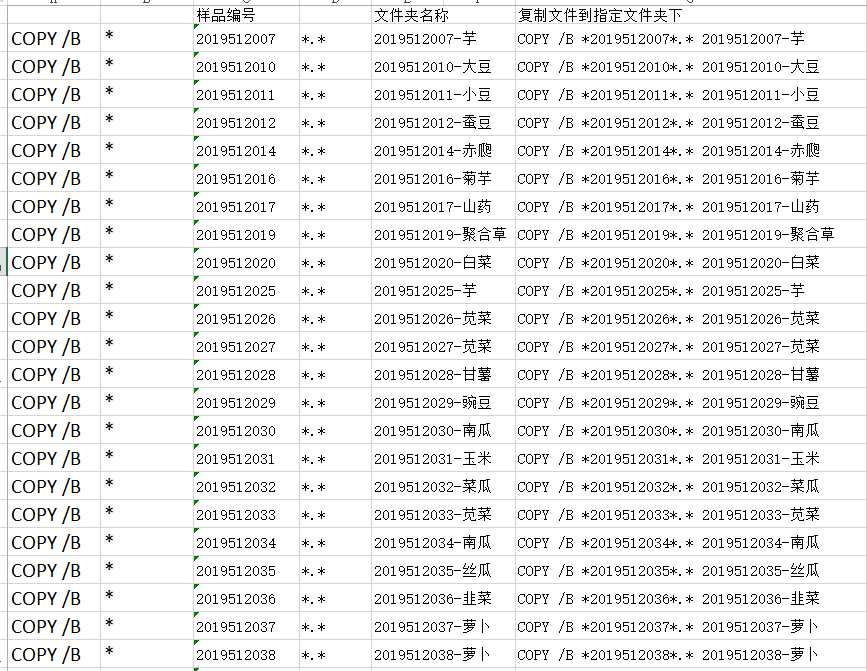 样品编号 文件夹名称 复制文件到指定文件夹下
COPY /B * 2019512007 *.* 2019512007-芋 COPY /B *2019512007*.* 2019512007-芋
COPY /B * 2019512010 *.* 2019512010-大豆 COPY /B *2019512010*.* 2019512010-大豆
COPY /B * 2019512011 *.* 2019512011-小豆 COPY /B *2019512011*.* 2019512011-小豆
COPY /B * 2019512012 *.* 2019512012-蚕豆 COPY /B *2019512012*.* 2019512012-蚕豆
COPY /B * 2019512014 *.* 2019512014-赤爮 COPY /B *2019512014*.* 2019512014-赤爮
COPY /B * 2019512016 *.* 2019512016-菊芋 COPY /B *2019512016*.* 2019512016-菊芋
COPY /B * 2019512017 *.* 2019512017-山药 COPY /B *2019512017*.* 2019512017-山药
COPY /B * 2019512019 *.* 2019512019-聚合草 COPY /B *2019512019*.* 2019512019-聚合草
COPY /B * 2019512020 *.* 2019512020-白菜 COPY /B *2019512020*.* 2019512020-白菜
COPY /B * 2019512025 *.* 2019512025-芋 COPY /B *2019512025*.* 2019512025-芋
COPY /B * 2019512026 *.* 2019512026-苋菜 COPY /B *2019512026*.* 2019512026-苋菜
COPY /B * 2019512027 *.* 2019512027-苋菜 COPY /B *2019512027*.* 2019512027-苋菜
COPY /B * 2019512028 *.* 2019512028-甘薯 COPY /B *2019512028*.* 2019512028-甘薯
COPY /B * 2019512029 *.* 2019512029-豌豆 COPY /B *2019512029*.* 2019512029-豌豆
COPY /B * 2019512030 *.* 2019512030-南瓜 COPY /B *2019512030*.* 2019512030-南瓜
COPY /B * 2019512031 *.* 2019512031-玉米 COPY /B *2019512031*.* 2019512031-玉米
COPY /B * 2019512032 *.* 2019512032-菜瓜 COPY /B *2019512032*.* 2019512032-菜瓜
COPY /B * 2019512033 *.* 2019512033-苋菜 COPY /B *2019512033*.* 2019512033-苋菜
COPY /B * 2019512034 *.* 2019512034-南瓜 COPY /B *2019512034*.* 2019512034-南瓜
COPY /B * 2019512035 *.* 2019512035-丝瓜 COPY /B *2019512035*.* 2019512035-丝瓜
COPY /B * 2019512036 *.* 2019512036-韭菜 COPY /B *2019512036*.* 2019512036-韭菜
COPY /B * 2019512037 *.* 2019512037-萝卜 COPY /B *2019512037*.* 2019512037-萝卜
COPY /B * 2019512038 *.* 2019512038-萝卜 COPY /B *2019512038*.* 2019512038-萝卜